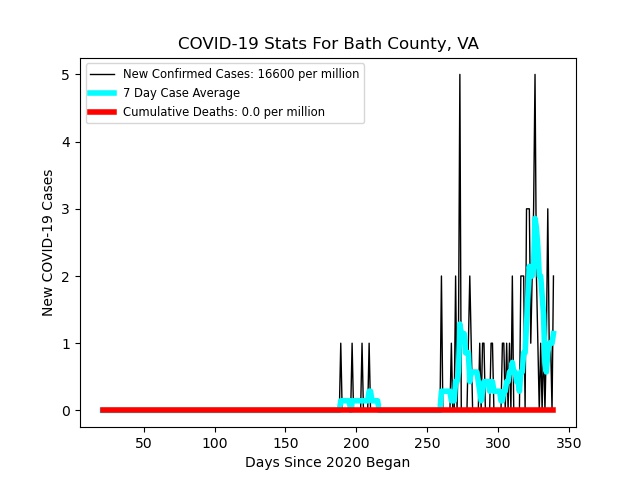 COVID-19 Stats For Bath County, VA
New Confirmed Cases: 16600 per million
7 Day Case Average
Cumulative Deaths: 0.0 per million
New COVID-19 Cases
5
4
3
2
1
0
50 100 150 200 250 300 350
Days Since 2020 Began